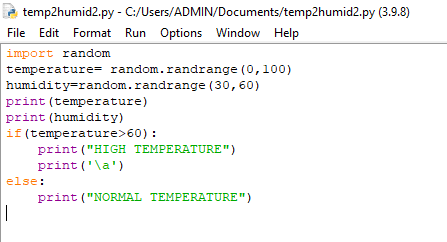 temp2humid2.py - C:/Users/ADMIN/Documents/temp2humid2.py (3.9.8)
File Edit Format Run Options Window Help
import random
temperature= random.randrange(0,100)
humidity=random.randrange(30,60)
print(temperature)
print(humidity)
if(temperature>60):
    print("HIGH TEMPERATURE")
    print('\a')
else:
    print("NORMAL TEMPERATURE")